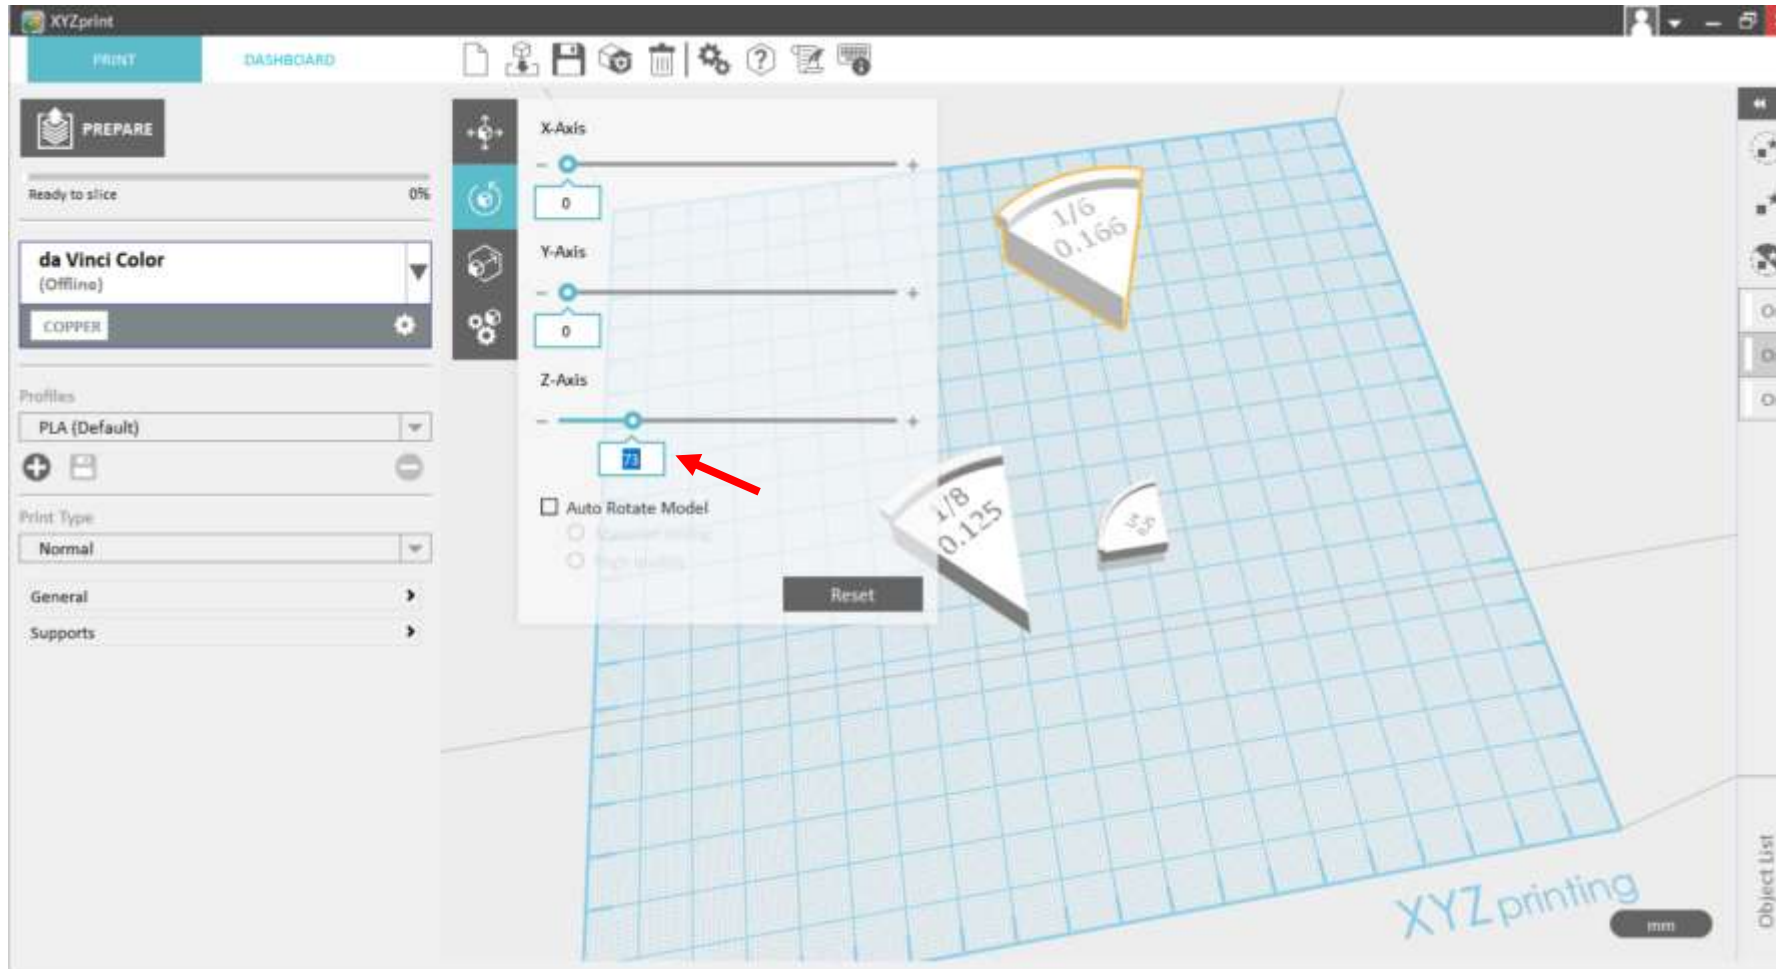 XYZprint
PRINT
DASHBOARD
PREPARE
Ready to slice
0%
da Vinci Color
(Offline)
COPPER
Profiles
PLA (Default)
Print Type
Normal
General
Supports
X-Axis
0
Y-Axis
0
Z-Axis
73
Auto Rotate Model
Reset
1/6
0.166
1/8
0.125
XYZprinting
mm
Object List